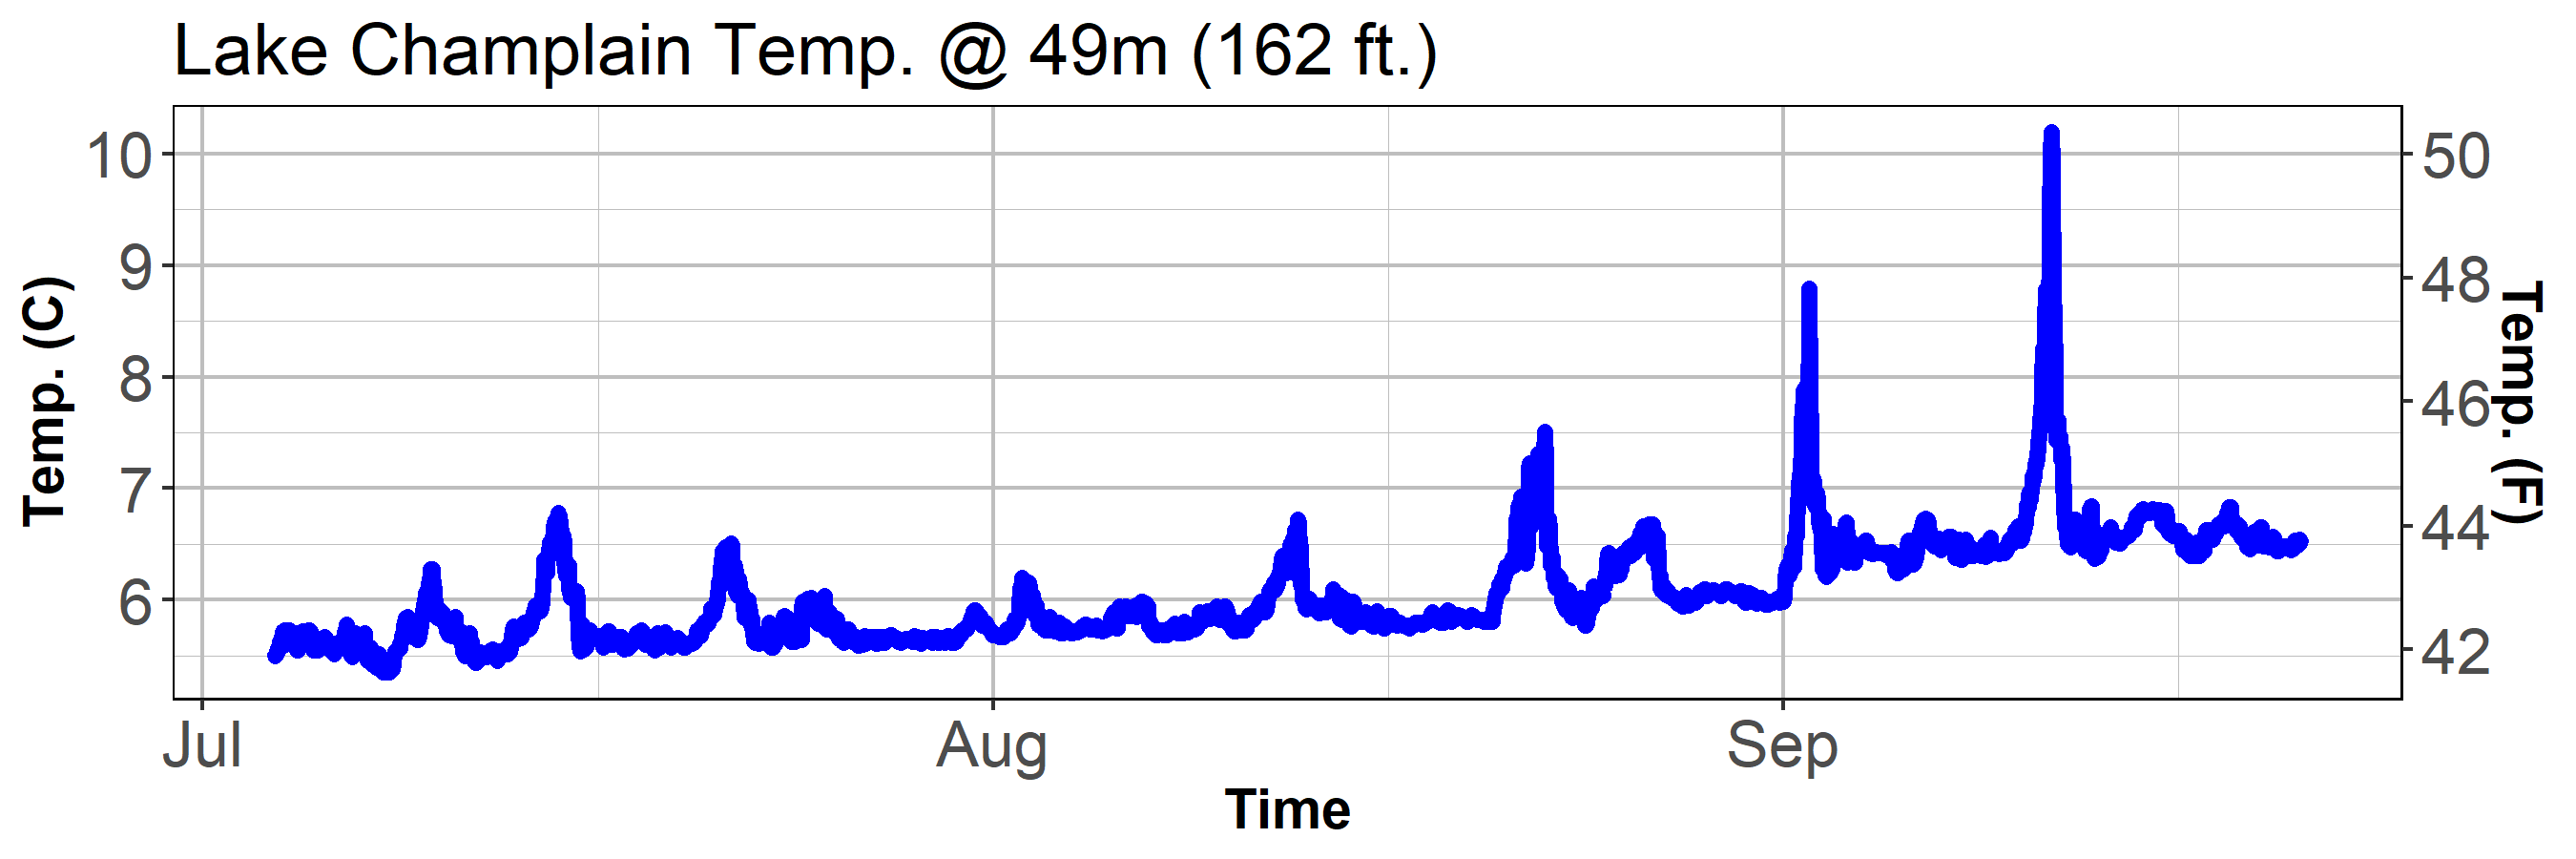 Lake Champlain Temp. @ 49m (162 ft.)
10
9
8
7
6
Temp. (C)
50
48
46
44
42
Temp. (F)
Jul Aug Sep
Time